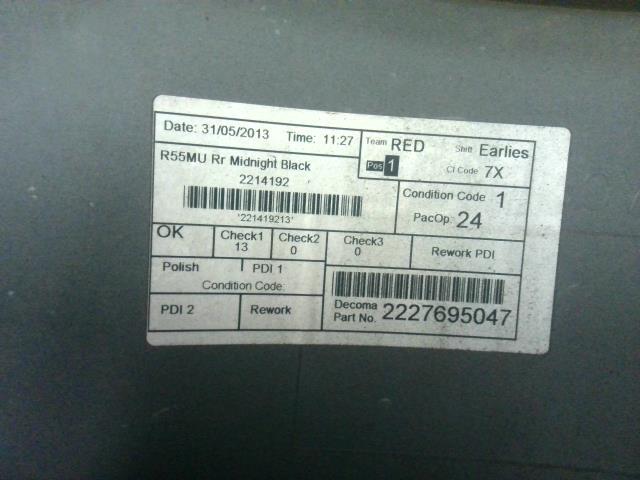 Date: 31/05/2013 Time: 11:27 Team RED Shift Earlies
Pos 1 CI Code 7X
R55MU Rr Midnight Black
2214192
*221419213*
Condition Code 1
PacOp: 24
OK Check1 Check2 Check3 Rework PDI
13 0 0
Polish PDI 1
Condition Code:
PDI 2 Rework
Decoma
Part No. 2227695047